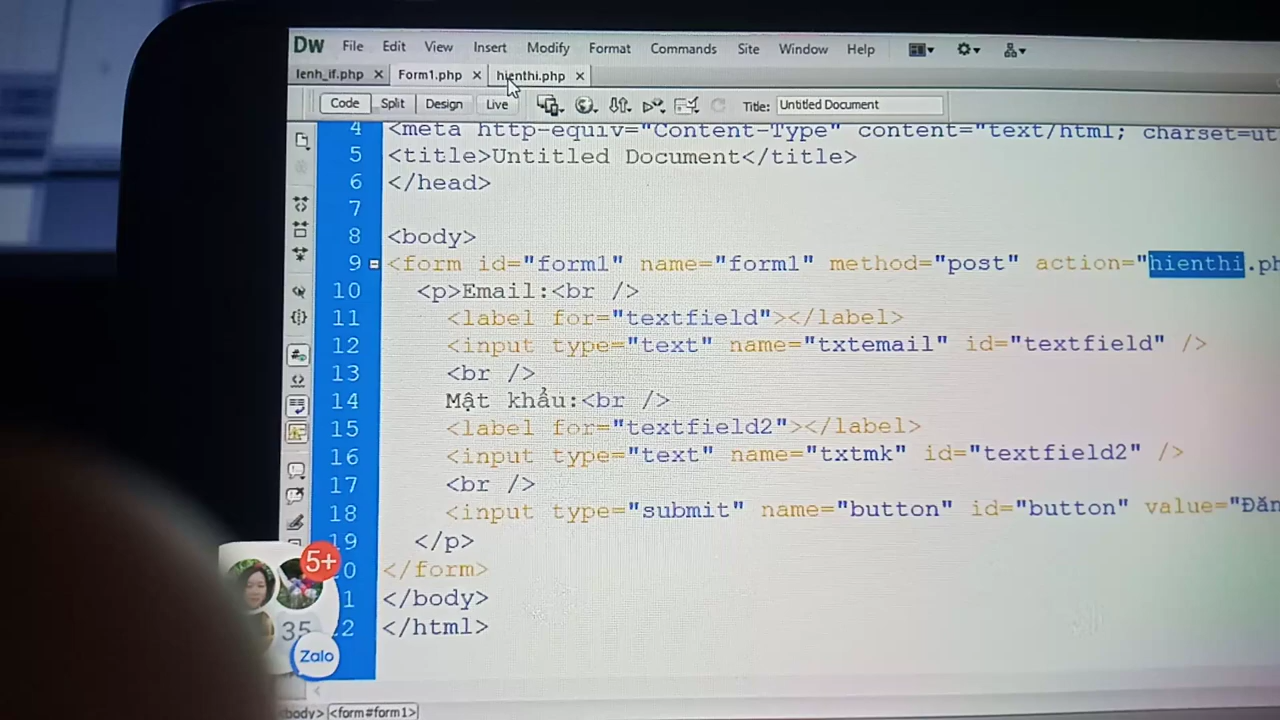 Dw File Edit View Insert Modify Format Commands Site Window Help
lenh_if.php × Form1.php × hienthi.php ×
Code Split Design Live Title: Untitled Document
4 <meta http-equiv="Content-Type" content="text/html; charset=ut
5 <title>Untitled Document</title>
6 </head>
7
8 <body>
9 <form id="form1" name="form1" method="post" action="hienthi.ph
10 <p>Email:<br />
11 <label for="textfield"></label>
12 <input type="text" name="txtemail" id="textfield" />
13 <br />
14 Mật khẩu:<br />
15 <label for="textfield2"></label>
16 <input type="text" name="txtmk" id="textfield2" />
17 <br />
18 <input type="submit" name="button" id="button" value="Đăn
19 </p>
0 </form>
1 </body>
2 </html>
5+
35
Zalo
<body> <form#form1>